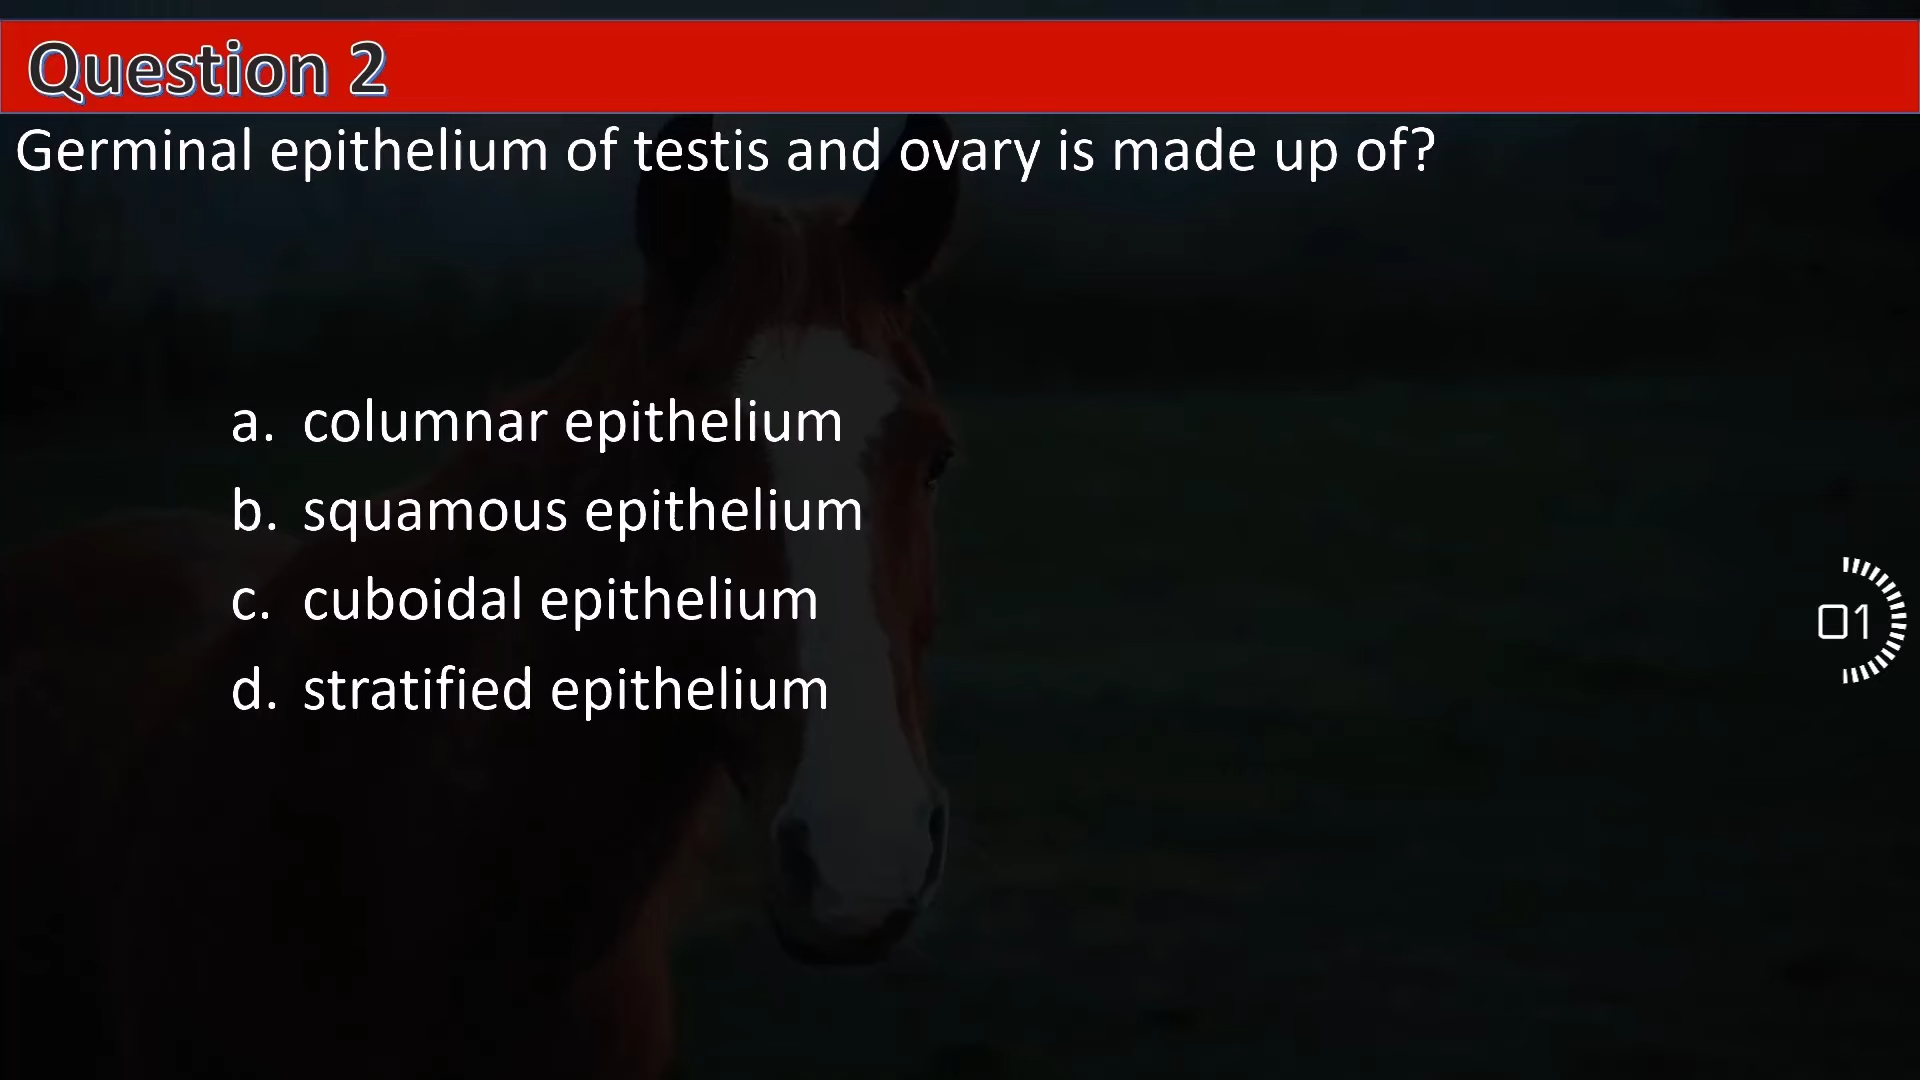 Question 2
Germinal epithelium of testis and ovary is made up of?
a. columnar epithelium
b. squamous epithelium
c. cuboidal epithelium
d. stratified epithelium
01